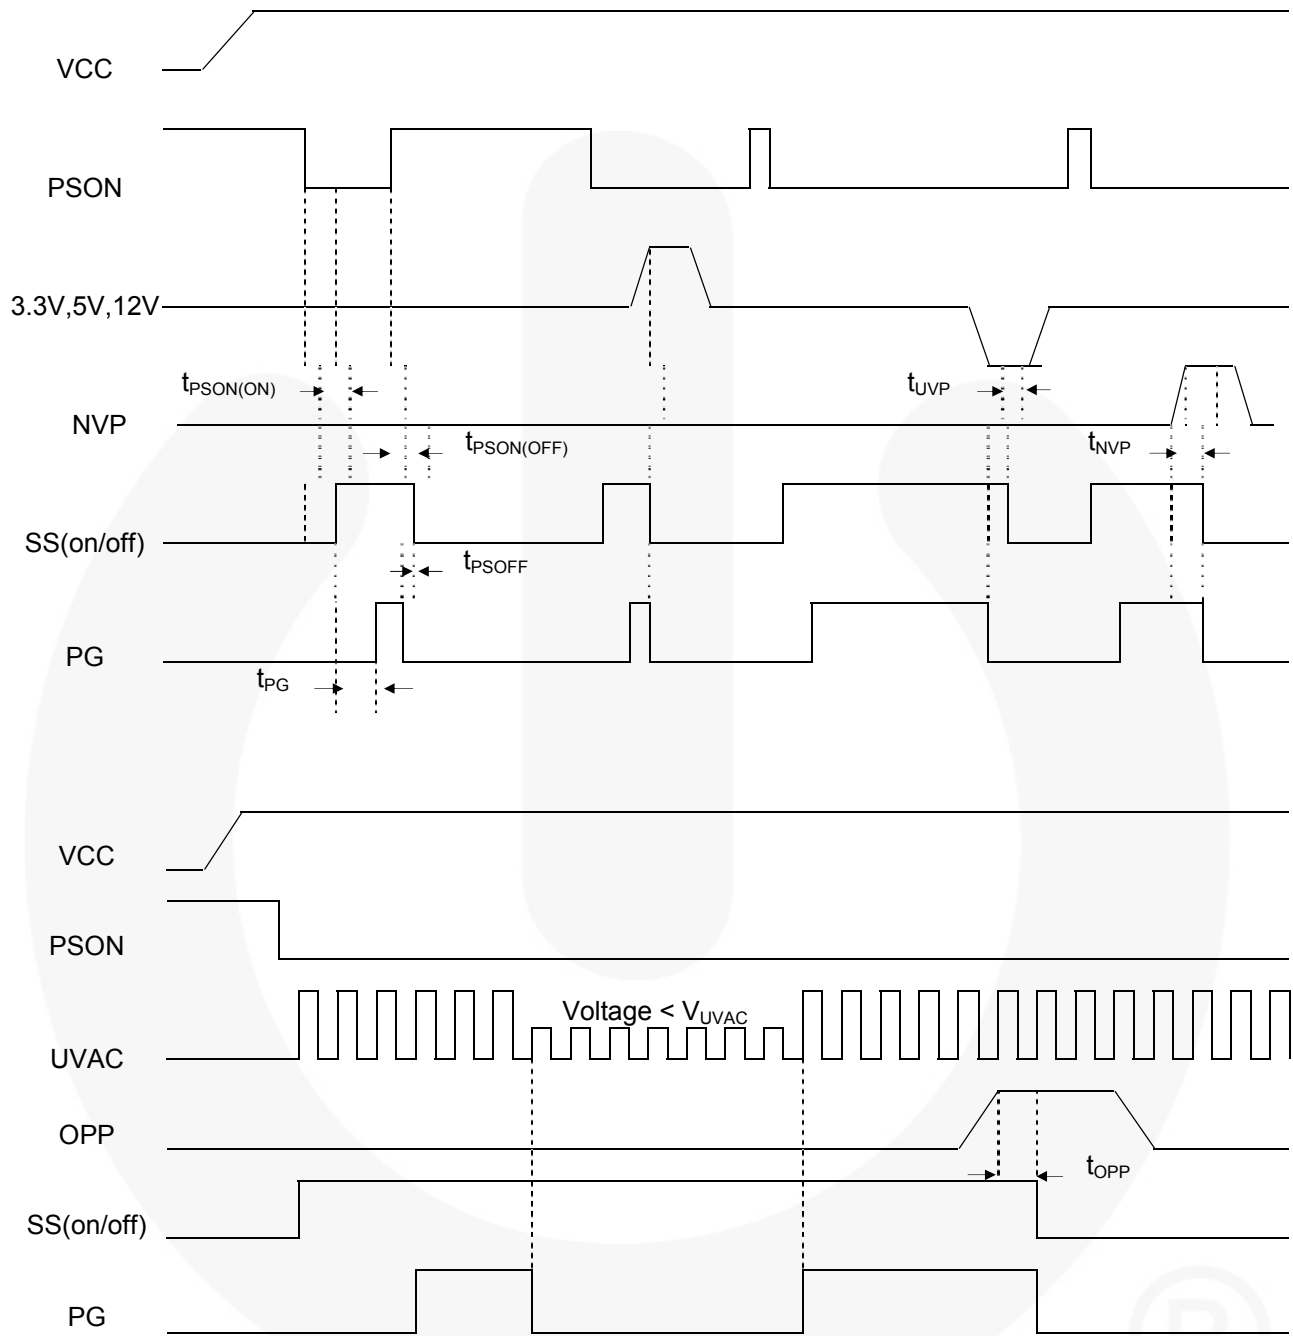 VCC
PSON
3.3V,5V,12V
tPSON(ON)
tUVP
NVP
tPSON(OFF)
tNVP
SS(on/off)
tPSOFF
PG
tPG
VCC
PSON
Voltage < VUVAC
UVAC
OPP
tOPP
SS(on/off)
PG
R